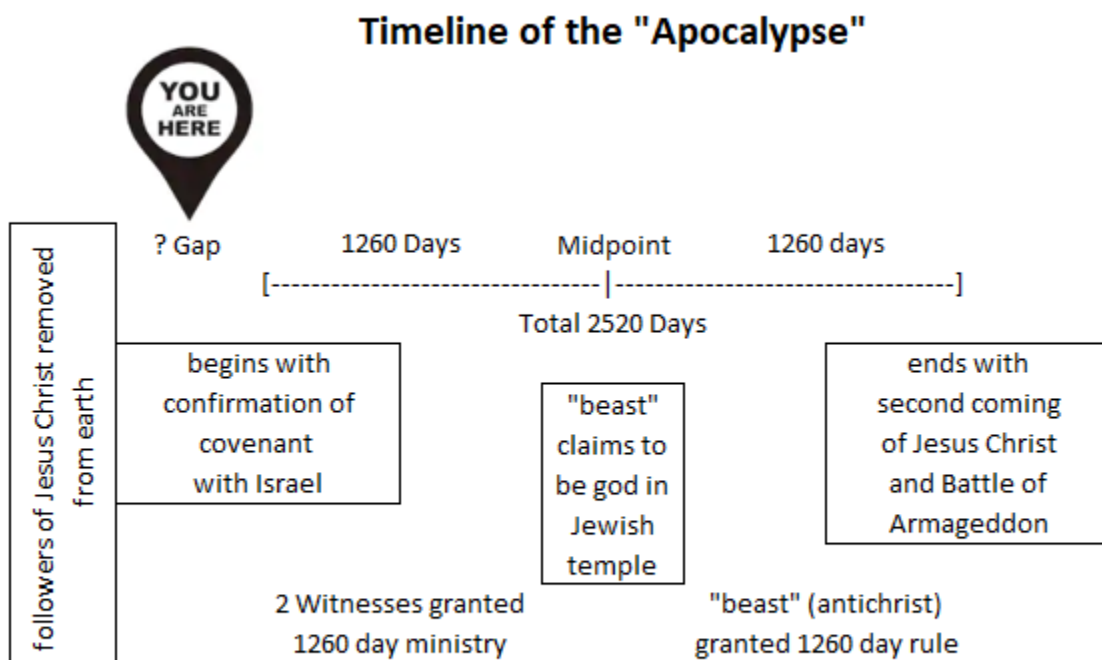 Timeline of the "Apocalypse"
YOU
ARE
HERE
followers of Jesus Christ removed
from earth
? Gap
1260 Days
Midpoint
1260 days
[---------------------------------|----------------------------------]
Total 2520 Days
begins with
confirmation of
covenant
with Israel
"beast"
claims to
be god in
Jewish
temple
ends with
second coming
of Jesus Christ
and Battle of
Armageddon
2 Witnesses granted
1260 day ministry
"beast" (antichrist)
granted 1260 day rule